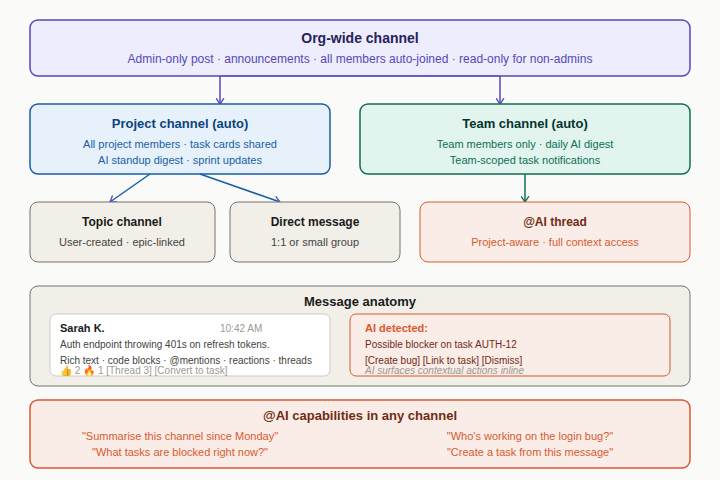 Org-wide channel
Admin-only post · announcements · all members auto-joined · read-only for non-admins
Project channel (auto)
All project members · task cards shared
AI standup digest · sprint updates
Team channel (auto)
Team members only · daily AI digest
Team-scoped task notifications
Topic channel
User-created · epic-linked
Direct message
1:1 or small group
@AI thread
Project-aware · full context access
Message anatomy
Sarah K. 10:42 AM
Auth endpoint throwing 401s on refresh tokens.
Rich text · code blocks · @mentions · reactions · threads
👍 2 🔥 1 [Thread 3] [Convert to task]
AI detected:
Possible blocker on task AUTH-12
[Create bug] [Link to task] [Dismiss]
AI surfaces contextual actions inline
@AI capabilities in any channel
"Summarise this channel since Monday"
"What tasks are blocked right now?"
"Who's working on the login bug?"
"Create a task from this message"